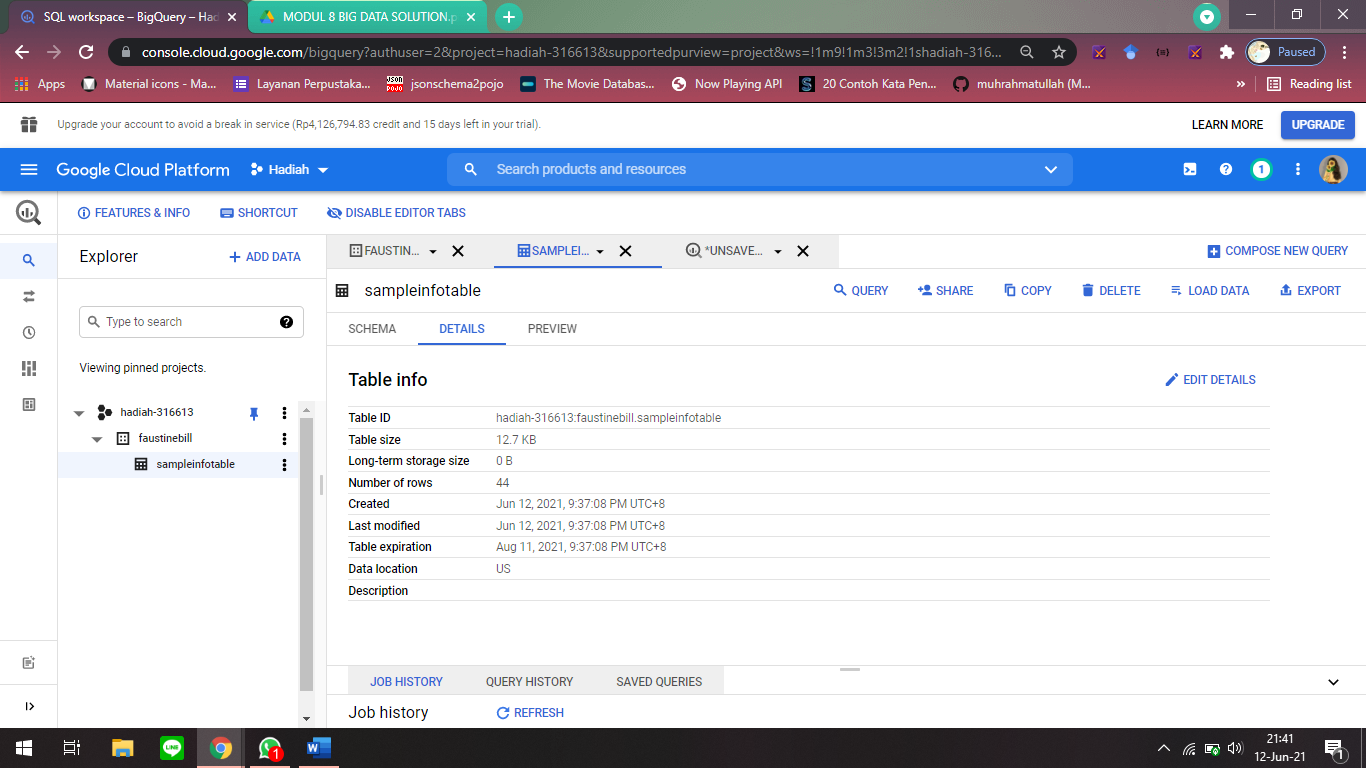 SQL workspace – BigQuery – Had
MODUL 8 BIG DATA SOLUTION.p
console.cloud.google.com/bigquery?authuser=2&project=hadiah-316613&supportedpurview=project&ws=!1m9!1m3!3m2!1shadiah-316...
Paused
Apps
Material icons - Ma...
Layanan Perpustaka...
JSON POJO
jsonschema2pojo
The Movie Databas...
Now Playing API
20 Contoh Kata Pen...
muhrahmatullah (M...
»
Reading list
Upgrade your account to avoid a break in service (Rp4,126,794.83 credit and 15 days left in your trial).
LEARN MORE
UPGRADE
Google Cloud Platform
Hadiah
Search products and resources
1
FEATURES & INFO
SHORTCUT
DISABLE EDITOR TABS
Explorer
+ ADD DATA
FAUSTIN...
SAMPLEI...
*UNSAVE...
COMPOSE NEW QUERY
sampleinfotable
QUERY
SHARE
COPY
DELETE
LOAD DATA
EXPORT
Type to search
SCHEMA
DETAILS
PREVIEW
Viewing pinned projects.
hadiah-316613
faustinebill
sampleinfotable
Table info
EDIT DETAILS
Table ID hadiah-316613:faustinebill.sampleinfotable
Table size 12.7 KB
Long-term storage size 0 B
Number of rows 44
Created Jun 12, 2021, 9:37:08 PM UTC+8
Last modified Jun 12, 2021, 9:37:08 PM UTC+8
Table expiration Aug 11, 2021, 9:37:08 PM UTC+8
Data location US
Description
JOB HISTORY
QUERY HISTORY
SAVED QUERIES
Job history
REFRESH
LINE
1
W
21:41
12-Jun-21
1